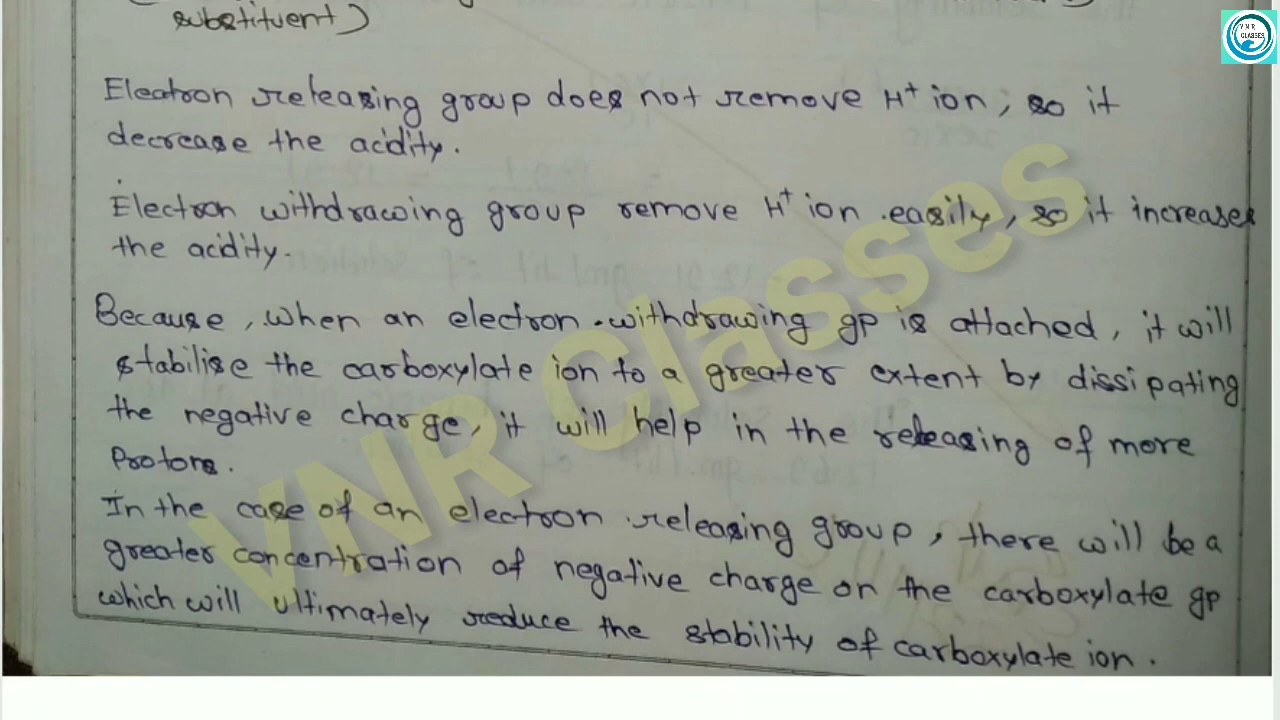 substituent)
VNR
CLASSES
Electron releasing group does not remove H⁺ ion, so it
decrease the acidity.
Electron withdrawing group remove H⁺ ion easily, so it increases
the acidity.
Because, when an electron withdrawing gp is attached, it will
stabilise the carboxylate ion to a greater extent by dissipating
the negative charge, it will help in the releasing of more
Protons.
In the case of an electron releasing group, there will be a
greater concentration of negative charge on the carboxylate gp
which will ultimately reduce the stability of carboxylate ion.
VNR Classes